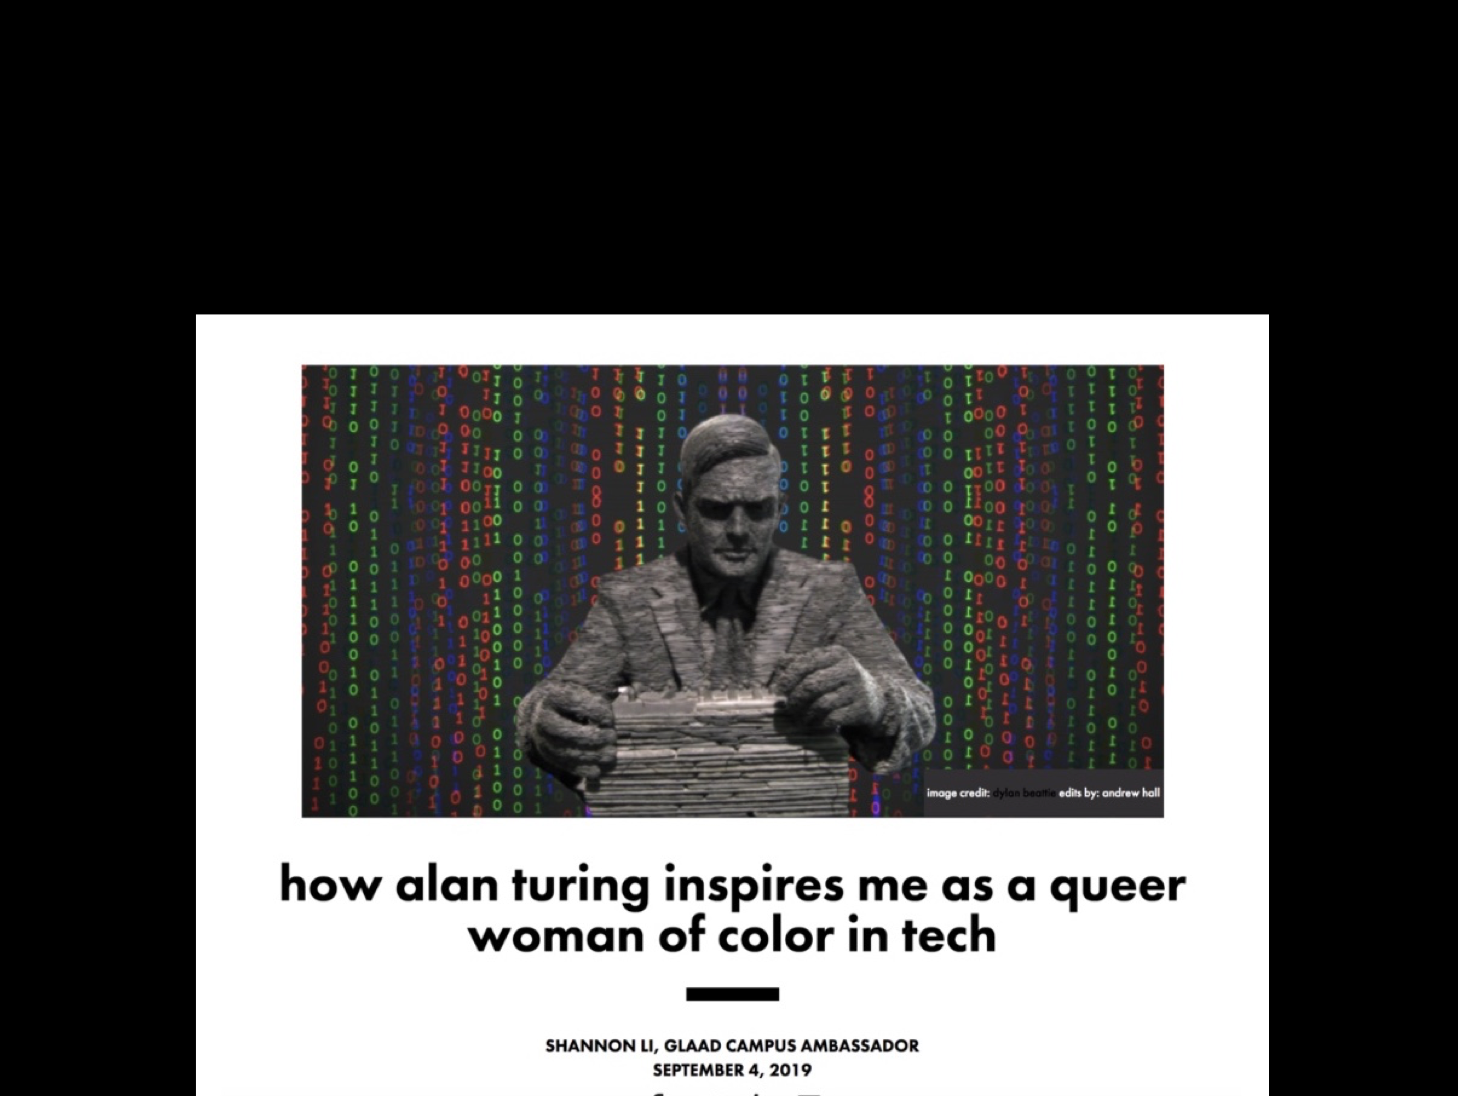 image credit: dylan beattie edits by: andrew hall
how alan turing inspires me as a queer
woman of color in tech
SHANNON LI, GLAAD CAMPUS AMBASSADOR
SEPTEMBER 4, 2019